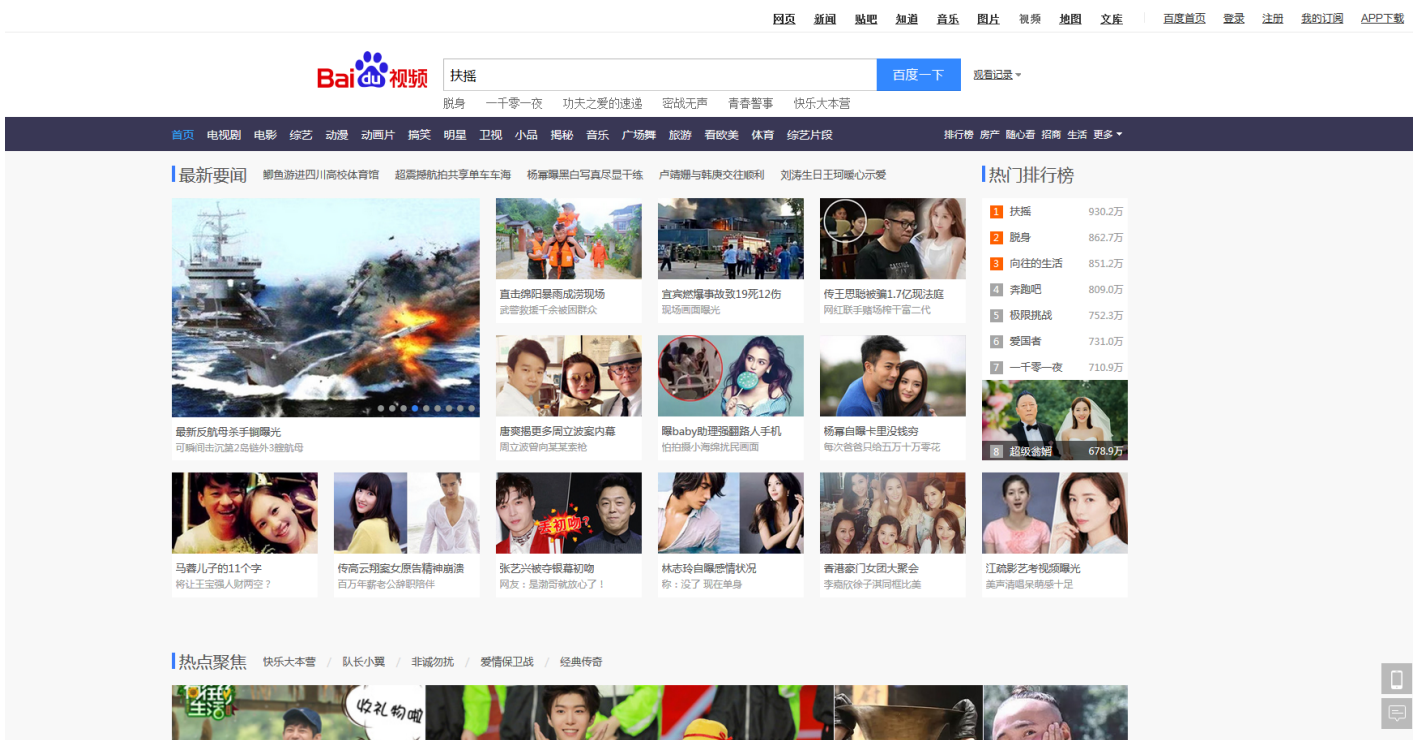 网页 新闻 贴吧 知道 音乐 图片 视频 地图 文库 百度首页 登录 注册 我的订阅 APP下载
Bai du 视频 扶摇 百度一下 观看记录
脱身 一千零一夜 功夫之爱的速递 密战无声 青春警事 快乐大本营
首页 电视剧 电影 综艺 动漫 动画片 搞笑 明星 卫视 小品 揭秘 音乐 广场舞 旅游 看欧美 体育 综艺片段 排行榜 房产 随心看 招商 生活 更多
最新要闻 鲫鱼游进四川高校体育馆 超震撼航拍共享单车车海 杨幂曝黑白写真尽显干练 卢靖姗与韩庚交往顺利 刘涛生日王珂暖心示爱
热门排行榜
1 扶摇 930.2万
2 脱身 862.7万
3 向往的生活 851.2万
4 奔跑吧 809.0万
5 极限挑战 752.3万
6 爱国者 731.0万
7 一千零一夜 710.9万
8 超级翁婿 678.9万
直击绵阳暴雨成涝现场
武警救援千余被困群众
宜宾燃爆事故致19死12伤
现场画面曝光
传王思聪被骗1.7亿现法庭
网红联手赌场榨干富二代
最新反航母杀手锏曝光
可瞬间击沉第2岛链外3艘航母
唐爽揭更多周立波案内幕
周立波曾向某某索枪
曝baby助理强翻路人手机
怕拍摄小海绵扰民画面
杨幂自曝卡里没钱穷
每次爸爸只给五万十万零花
丢初吻?
马蓉儿子的11个字
将让王宝强人财两空？
传高云翔案女原告精神崩溃
百万年薪老公辞职陪伴
张艺兴被夺银幕初吻
网友：是渤哥就放心了！
林志玲自曝感情状况
称：没了 现在单身
香港豪门女团大聚会
李嘉欣徐子淇同框比美
江疏影艺考视频曝光
美声清唱呆萌感十足
热点聚焦 快乐大本营 / 队长小翼 / 非诚勿扰 / 爱情保卫战 / 经典传奇
生活 收礼物啦